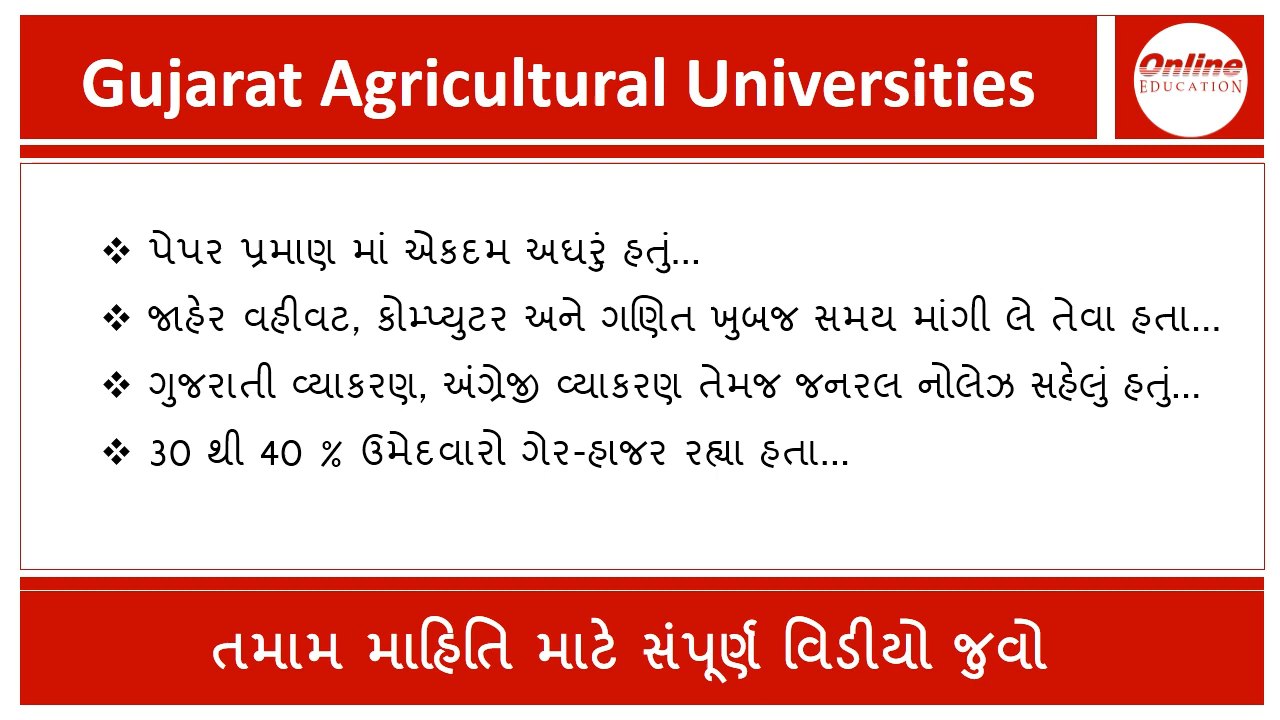 Gujarat Agricultural Universities
Online
EDUCATION
❖ પેપર પ્રમાણ માં એકદમ અઘરું હતું...
❖ જાહેર વહીવટ, કોમ્પ્યુટર અને ગણિત ખુબજ સમય માંગી લે તેવા હતા...
❖ ગુજરાતી વ્યાકરણ, અંગ્રેજી વ્યાકરણ તેમજ જનરલ નોલેઝ સહેલું હતું...
❖ 30 થી 40 % ઉમેદવારો ગેર-હાજર રહ્યા હતા...
તમામ માહિતિ માટે સંપૂર્ણ વિડીયો જુવો